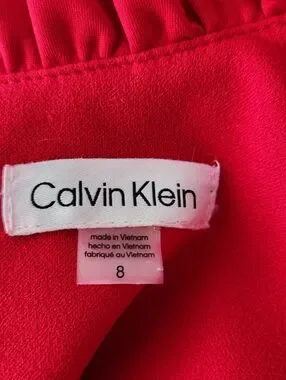 Calvin Klein
made in Vietnam
hecho en Vietnam
fabriqué au Vietnam
8